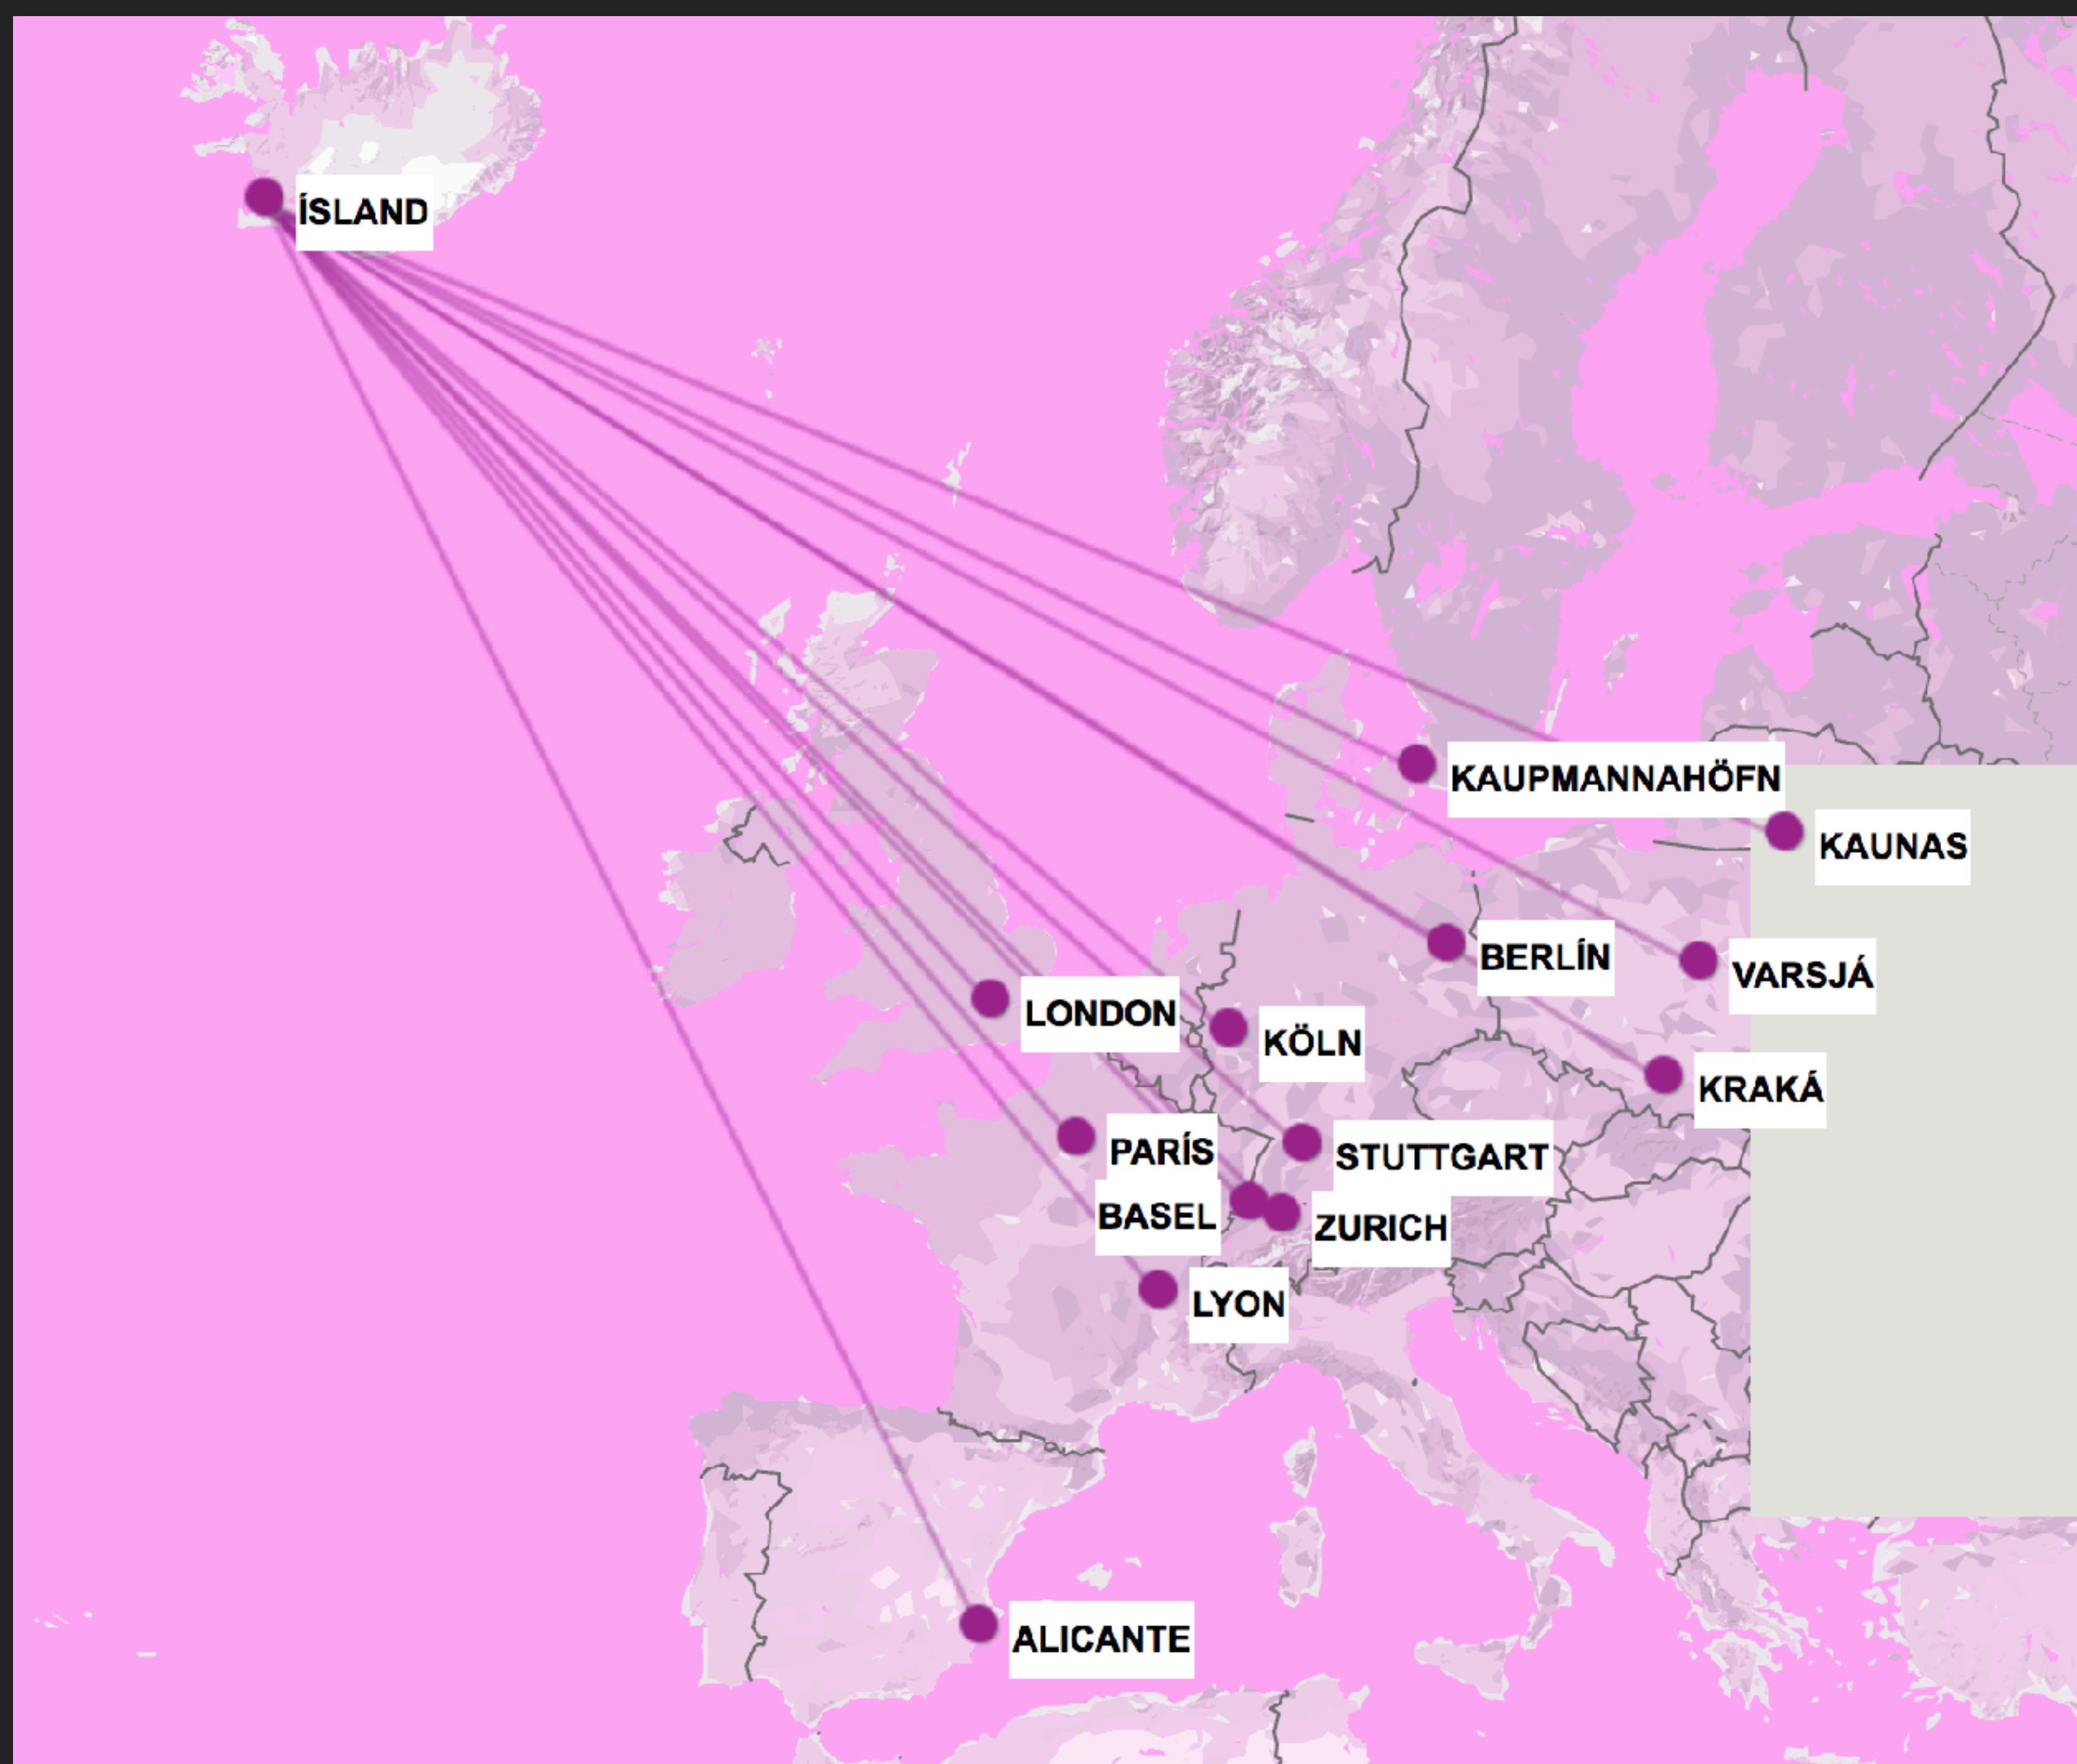 ÍSLAND
KAUPMANNAHÖFN
KAUNAS
BERLÍN
VARSJÁ
LONDON
KÖLN
KRAKÁ
PARÍS
STUTTGART
BASEL
ZURICH
LYON
ALICANTE